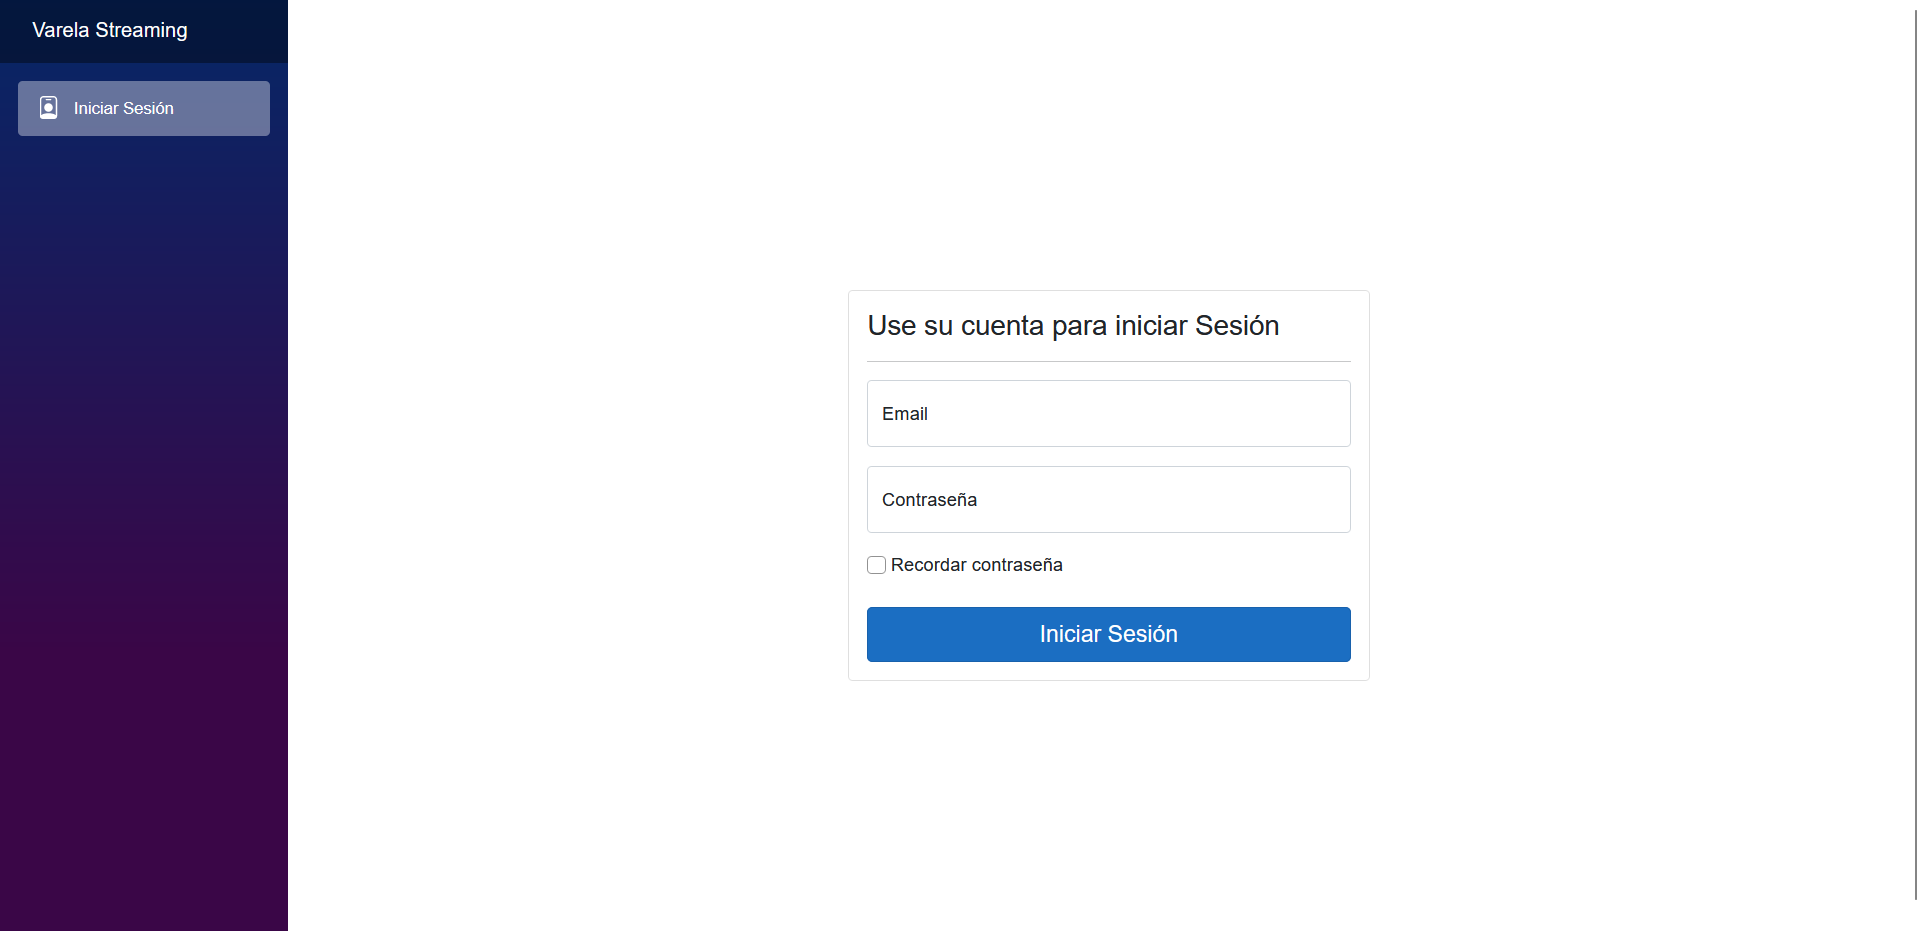 Varela Streaming
Iniciar Sesión
Use su cuenta para iniciar Sesión
Email
Contraseña
Recordar contraseña
Iniciar Sesión